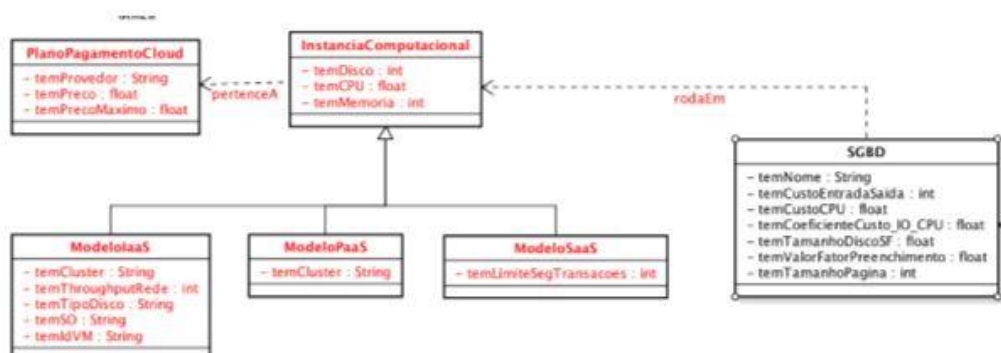 PlanoPagamentoCloud
- temProvedor : String
- temPreco : float
- temPrecoMaximo : float
pertenceA
InstanciaComputacional
- temDisco : int
- temCPU : float
- temMemoria : int
rodaEm
SGBD
- temNome : String
- temCustoEntradaSaida : int
- temCustoCPU : float
- temCoeficienteCusto_IO_CPU : float
- temTamanhoDiscoSF : float
- temValorFatorPreenchimento : float
- temTamanhoPagina : int
ModeloIaaS
- temCluster : String
- temThroughputRede : int
- temTipoDisco : String
- temSO : String
- temIdVM : String
ModeloPaaS
- temCluster : String
ModeloSaaS
- temLimiteSegTransacoes : int